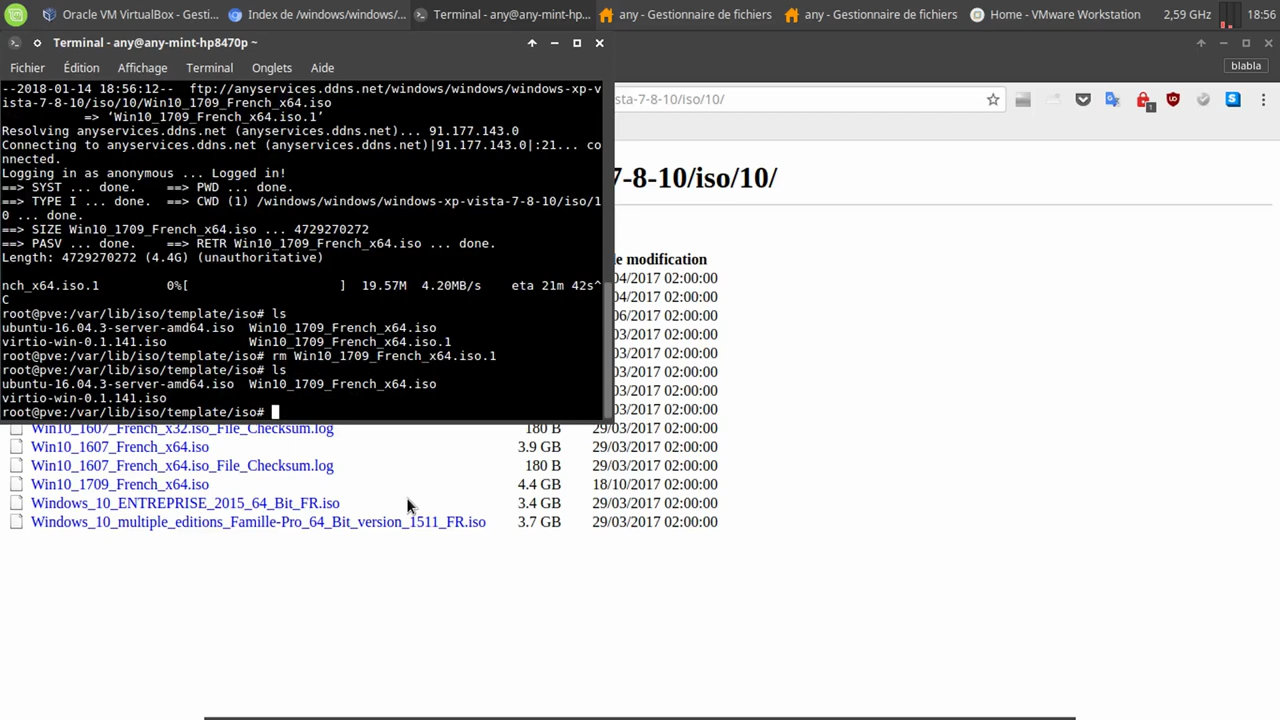 Oracle VM VirtualBox - Gesti...
Index de /windows/windows/...
Terminal - any@any-mint-hp...
any - Gestionnaire de fichiers
any - Gestionnaire de fichiers
Home - VMware Workstation
2,59 GHz
18:56
Terminal - any@any-mint-hp8470p ~
blabla
Fichier Édition Affichage Terminal Onglets Aide
--2018-01-14 18:56:12--  ftp://anyservices.ddns.net/windows/windows/windows-xp-v
ista-7-8-10/iso/10/Win10_1709_French_x64.iso
=> ‘Win10_1709_French_x64.iso.1’
Resolving anyservices.ddns.net (anyservices.ddns.net)... 91.177.143.0
Connecting to anyservices.ddns.net (anyservices.ddns.net)|91.177.143.0|:21... co
nnected.
Logging in as anonymous ... Logged in!
==> SYST ... done.    ==> PWD ... done.
==> TYPE I ... done.  ==> CWD (1) /windows/windows/windows-xp-vista-7-8-10/iso/1
0 ... done.
==> SIZE Win10_1709_French_x64.iso ... 4729270272
==> PASV ... done.    ==> RETR Win10_1709_French_x64.iso ... done.
Length: 4729270272 (4.4G) (unauthoritative)
nch_x64.iso.1         0%[                    ]  19.57M  4.20MB/s    eta 21m 42s^
C
root@pve:/var/lib/iso/template/iso# ls
ubuntu-16.04.3-server-amd64.iso  Win10_1709_French_x64.iso
virtio-win-0.1.141.iso           Win10_1709_French_x64.iso.1
root@pve:/var/lib/iso/template/iso# rm Win10_1709_French_x64.iso.1
root@pve:/var/lib/iso/template/iso# ls
ubuntu-16.04.3-server-amd64.iso  Win10_1709_French_x64.iso
virtio-win-0.1.141.iso
root@pve:/var/lib/iso/template/iso#
sta-7-8-10/iso/10/
1
7-8-10/iso/10/
de modification
04/2017 02:00:00
04/2017 02:00:00
06/2017 02:00:00
03/2017 02:00:00
03/2017 02:00:00
03/2017 02:00:00
03/2017 02:00:00
03/2017 02:00:00
Win10_1607_French_x32.iso_File_Checksum.log 180 B 29/03/2017 02:00:00
Win10_1607_French_x64.iso 3.9 GB 29/03/2017 02:00:00
Win10_1607_French_x64.iso_File_Checksum.log 180 B 29/03/2017 02:00:00
Win10_1709_French_x64.iso 4.4 GB 18/10/2017 02:00:00
Windows_10_ENTREPRISE_2015_64_Bit_FR.iso 3.4 GB 29/03/2017 02:00:00
Windows_10_multiple_editions_Famille-Pro_64_Bit_version_1511_FR.iso 3.7 GB 29/03/2017 02:00:00